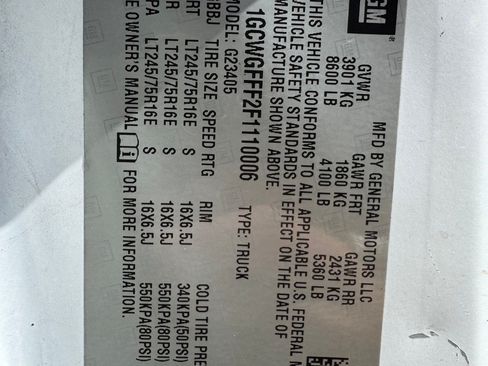 GM
MFD BY GENERAL MOTORS LLC
GVWR GAWR FRT GAWR RR
3901 KG 1860 KG 2431 KG
8600 LB 4100 LB 5360 LB
THIS VEHICLE CONFORMS TO ALL APPLICABLE U.S. FEDERAL M
VEHICLE SAFETY STANDARDS IN EFFECT ON THE DATE OF
MANUFACTURE SHOWN ABOVE.
1GCWGFFF2F1110006 TYPE: TRUCK
MODEL: G23405
GBBJ TIRE SIZE SPEED RTG RIM COLD TIRE PRE
RT LT245/75R16E S 16X6.5J 340KPA(50PSI)
R LT245/75R16E S 16X6.5J 550KPA(80PSI)
PA LT245/75R16E S 16X6.5J 550KPA(80PSI)
E OWNER'S MANUAL FOR MORE INFORMATION.